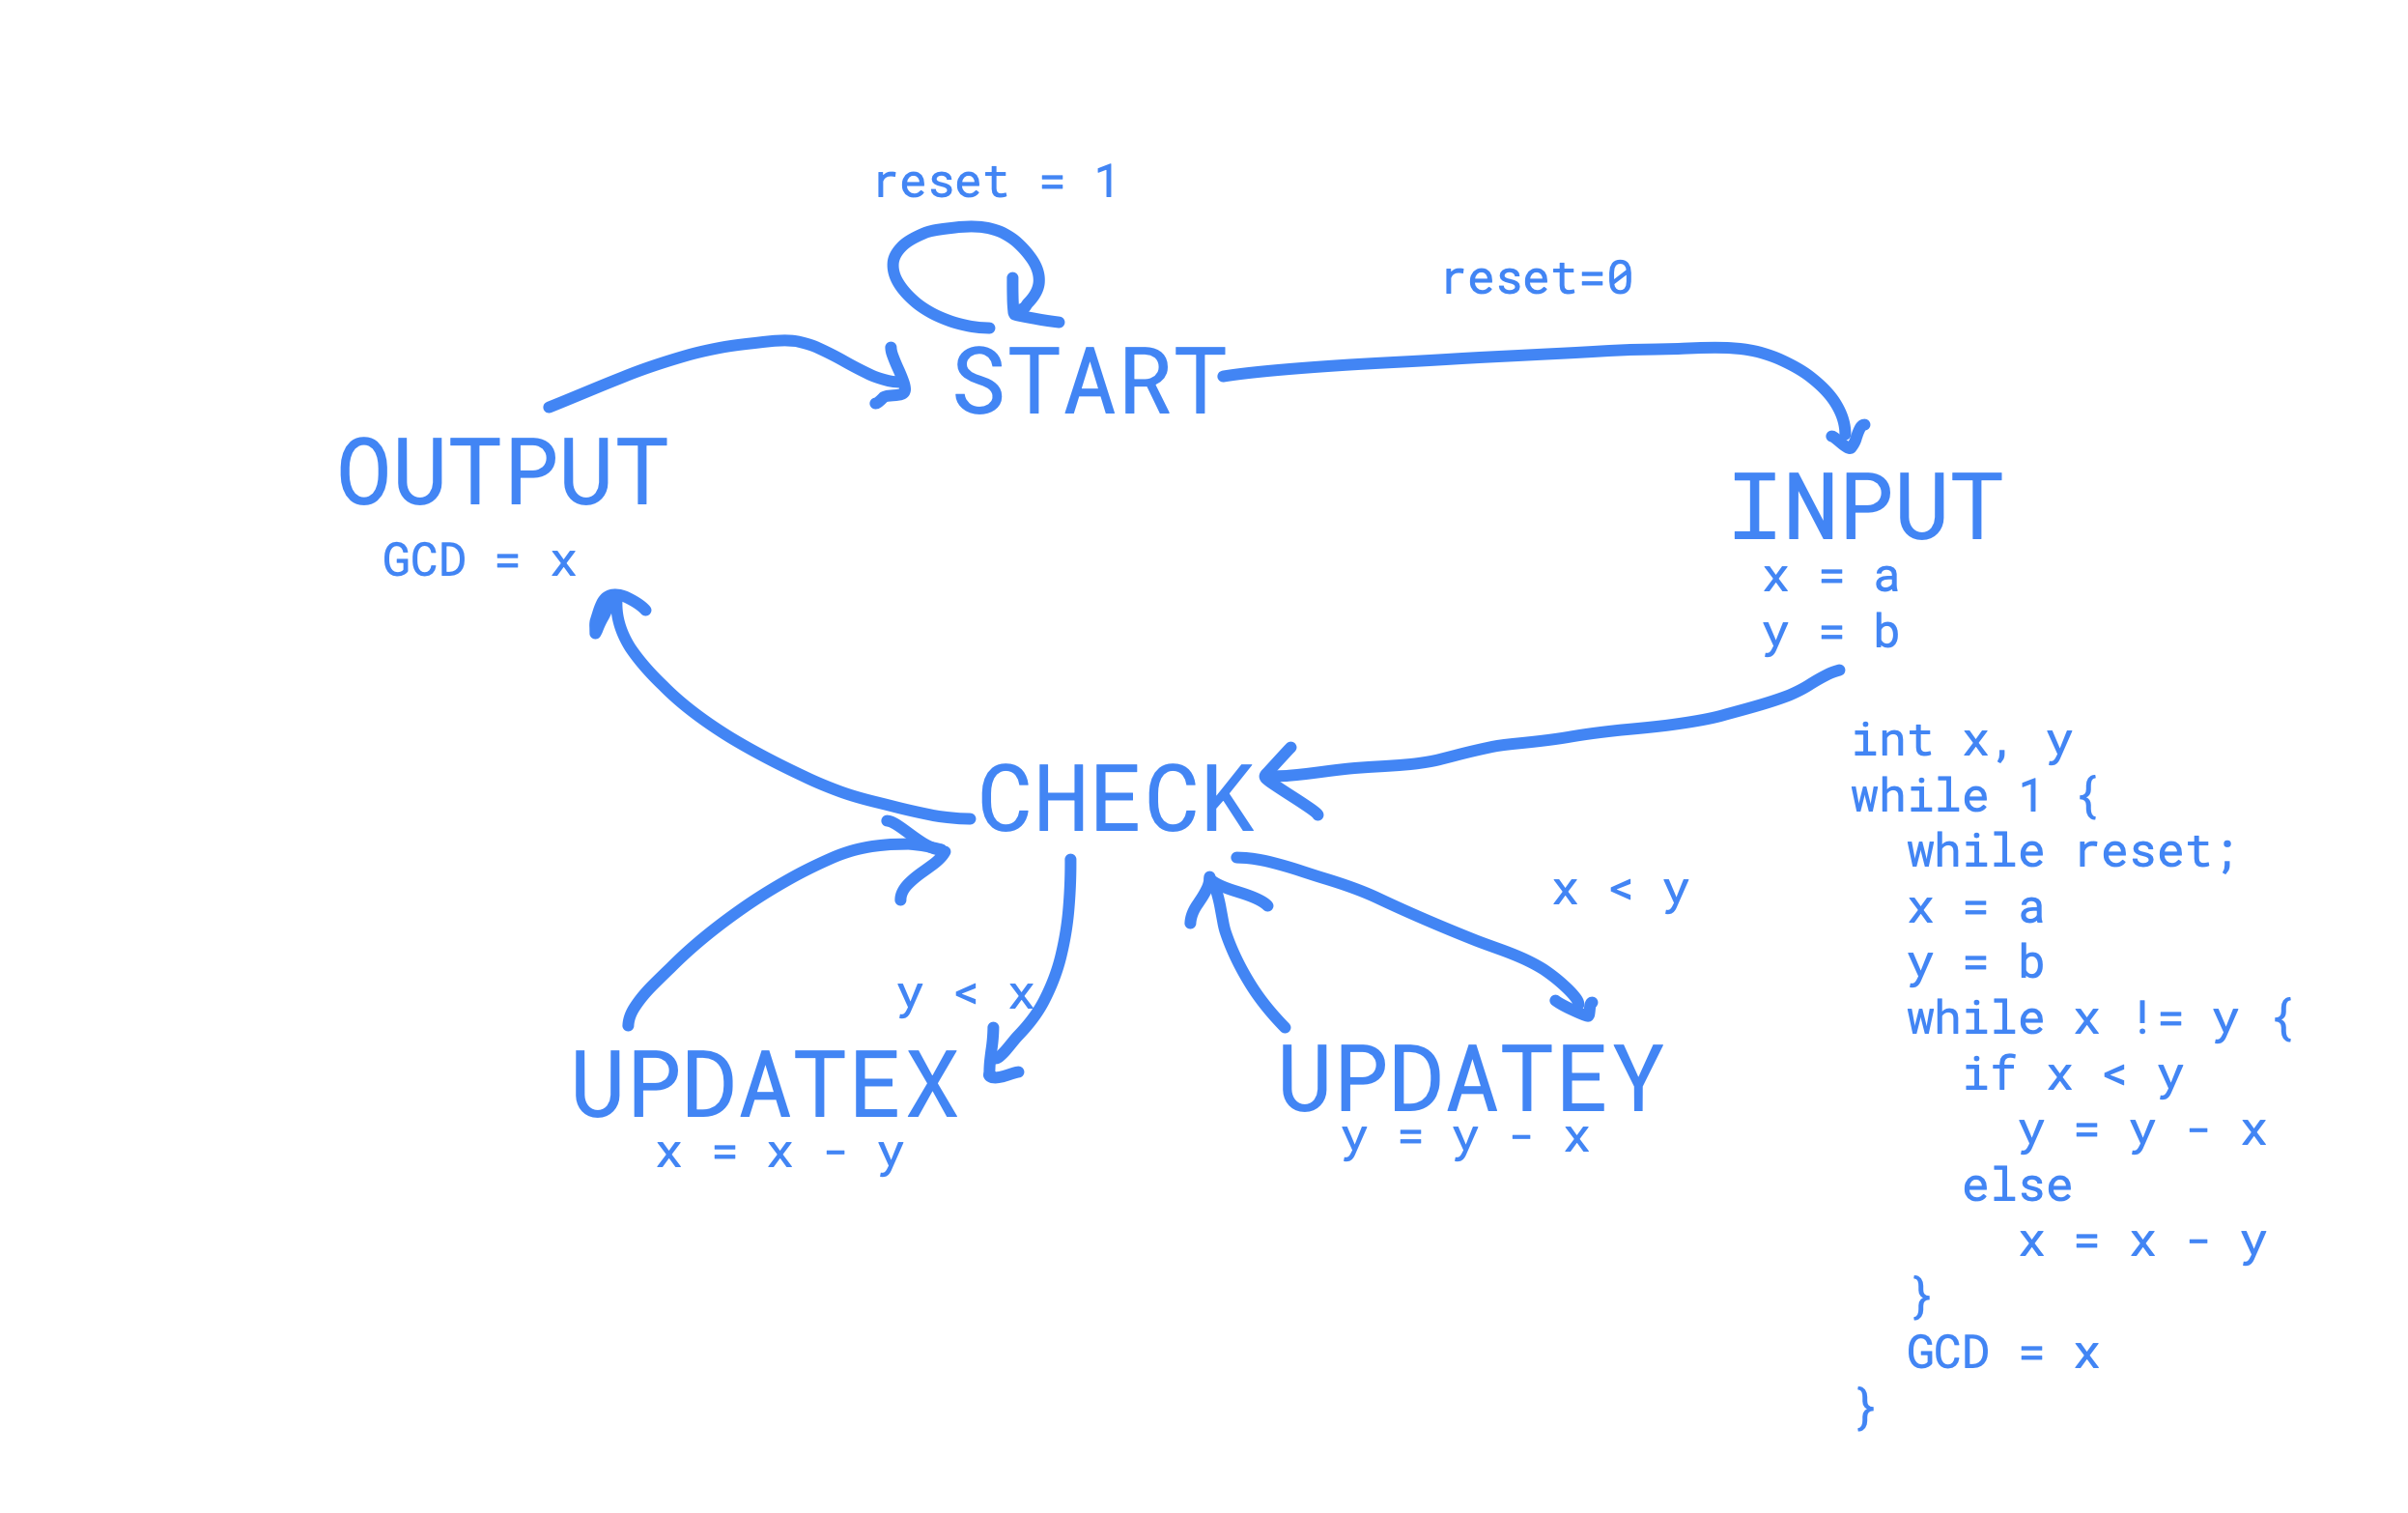 reset = 1
reset=0
START
OUTPUT
GCD = x
INPUT
x = a
y = b
CHECK
x < y
y < x
UPDATEX
x = x - y
UPDATEY
y = y - x
int x, y
while 1 {
while reset;
x = a
y = b
while x != y {
if x < y
y = y - x
else
x = x - y
}
GCD = x
}